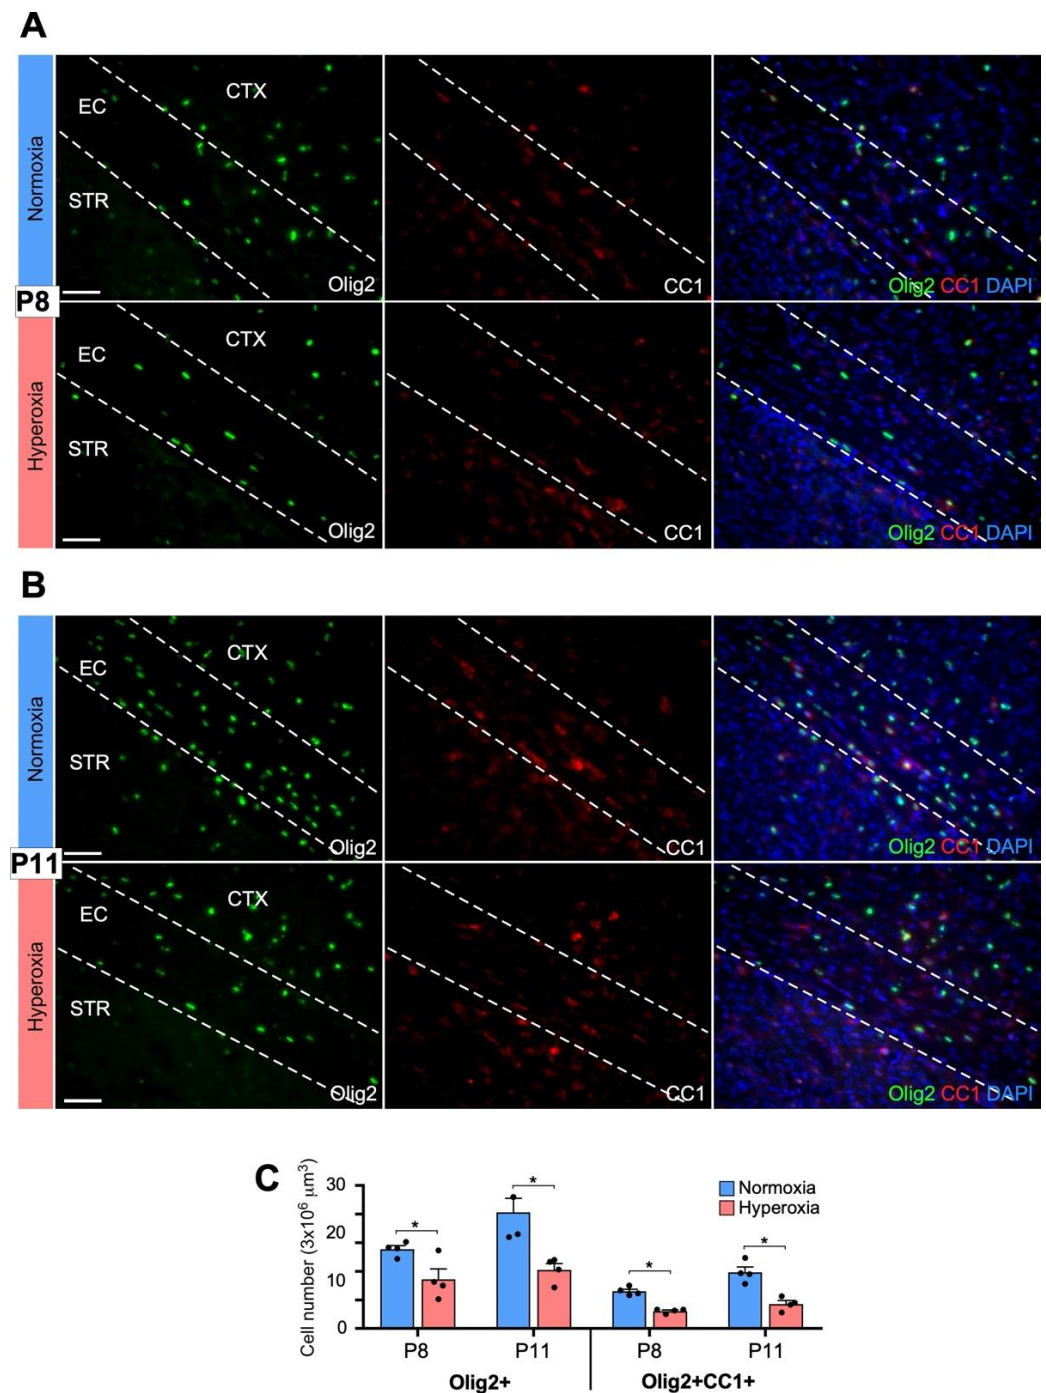 A
Normoxia
EC
CTX
STR
Olig2
CC1
Olig2 CC1 DAPI
P8
Hyperoxia
EC
CTX
STR
Olig2
CC1
Olig2 CC1 DAPI
B
Normoxia
EC
CTX
STR
Olig2
CC1
Olig2 CC1 DAPI
P11
Hyperoxia
EC
CTX
STR
Olig2
CC1
Olig2 CC1 DAPI
C
Cell number (3x10⁶ µm³)
30
20
10
0
*
*
*
*
Normoxia
Hyperoxia
P8
P11
P8
P11
Olig2+
Olig2+CC1+